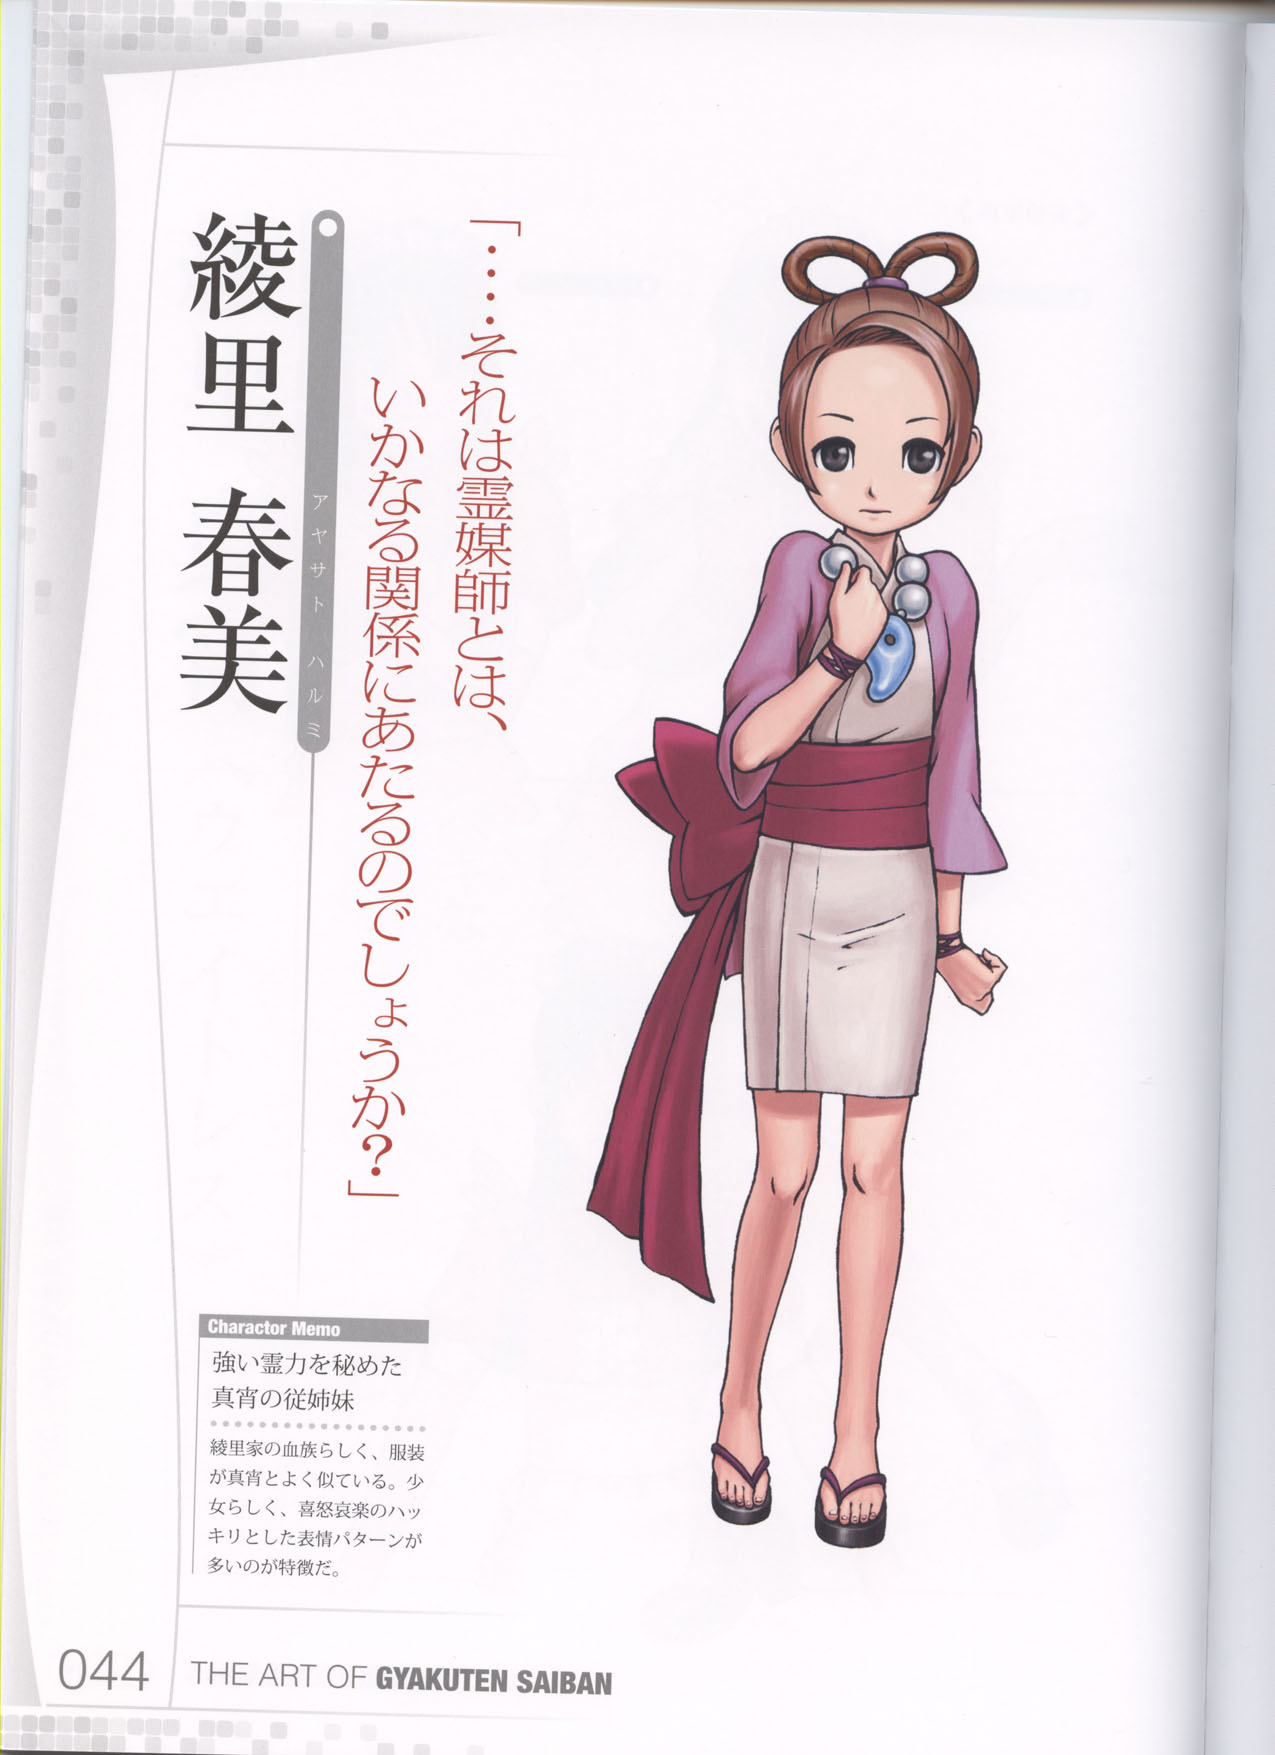 綾里 春美
アヤサト ハルミ
「‥‥それは霊媒師とは、
いかなる関係にあたるのでしょうか？」
Charactor Memo
強い霊力を秘めた
真宵の従姉妹
綾里家の血族らしく、服装
が真宵とよく似ている。少
女らしく、喜怒哀楽のハッ
キリとした表情パターンが
多いのが特徴だ。
044 THE ART OF GYAKUTEN SAIBAN